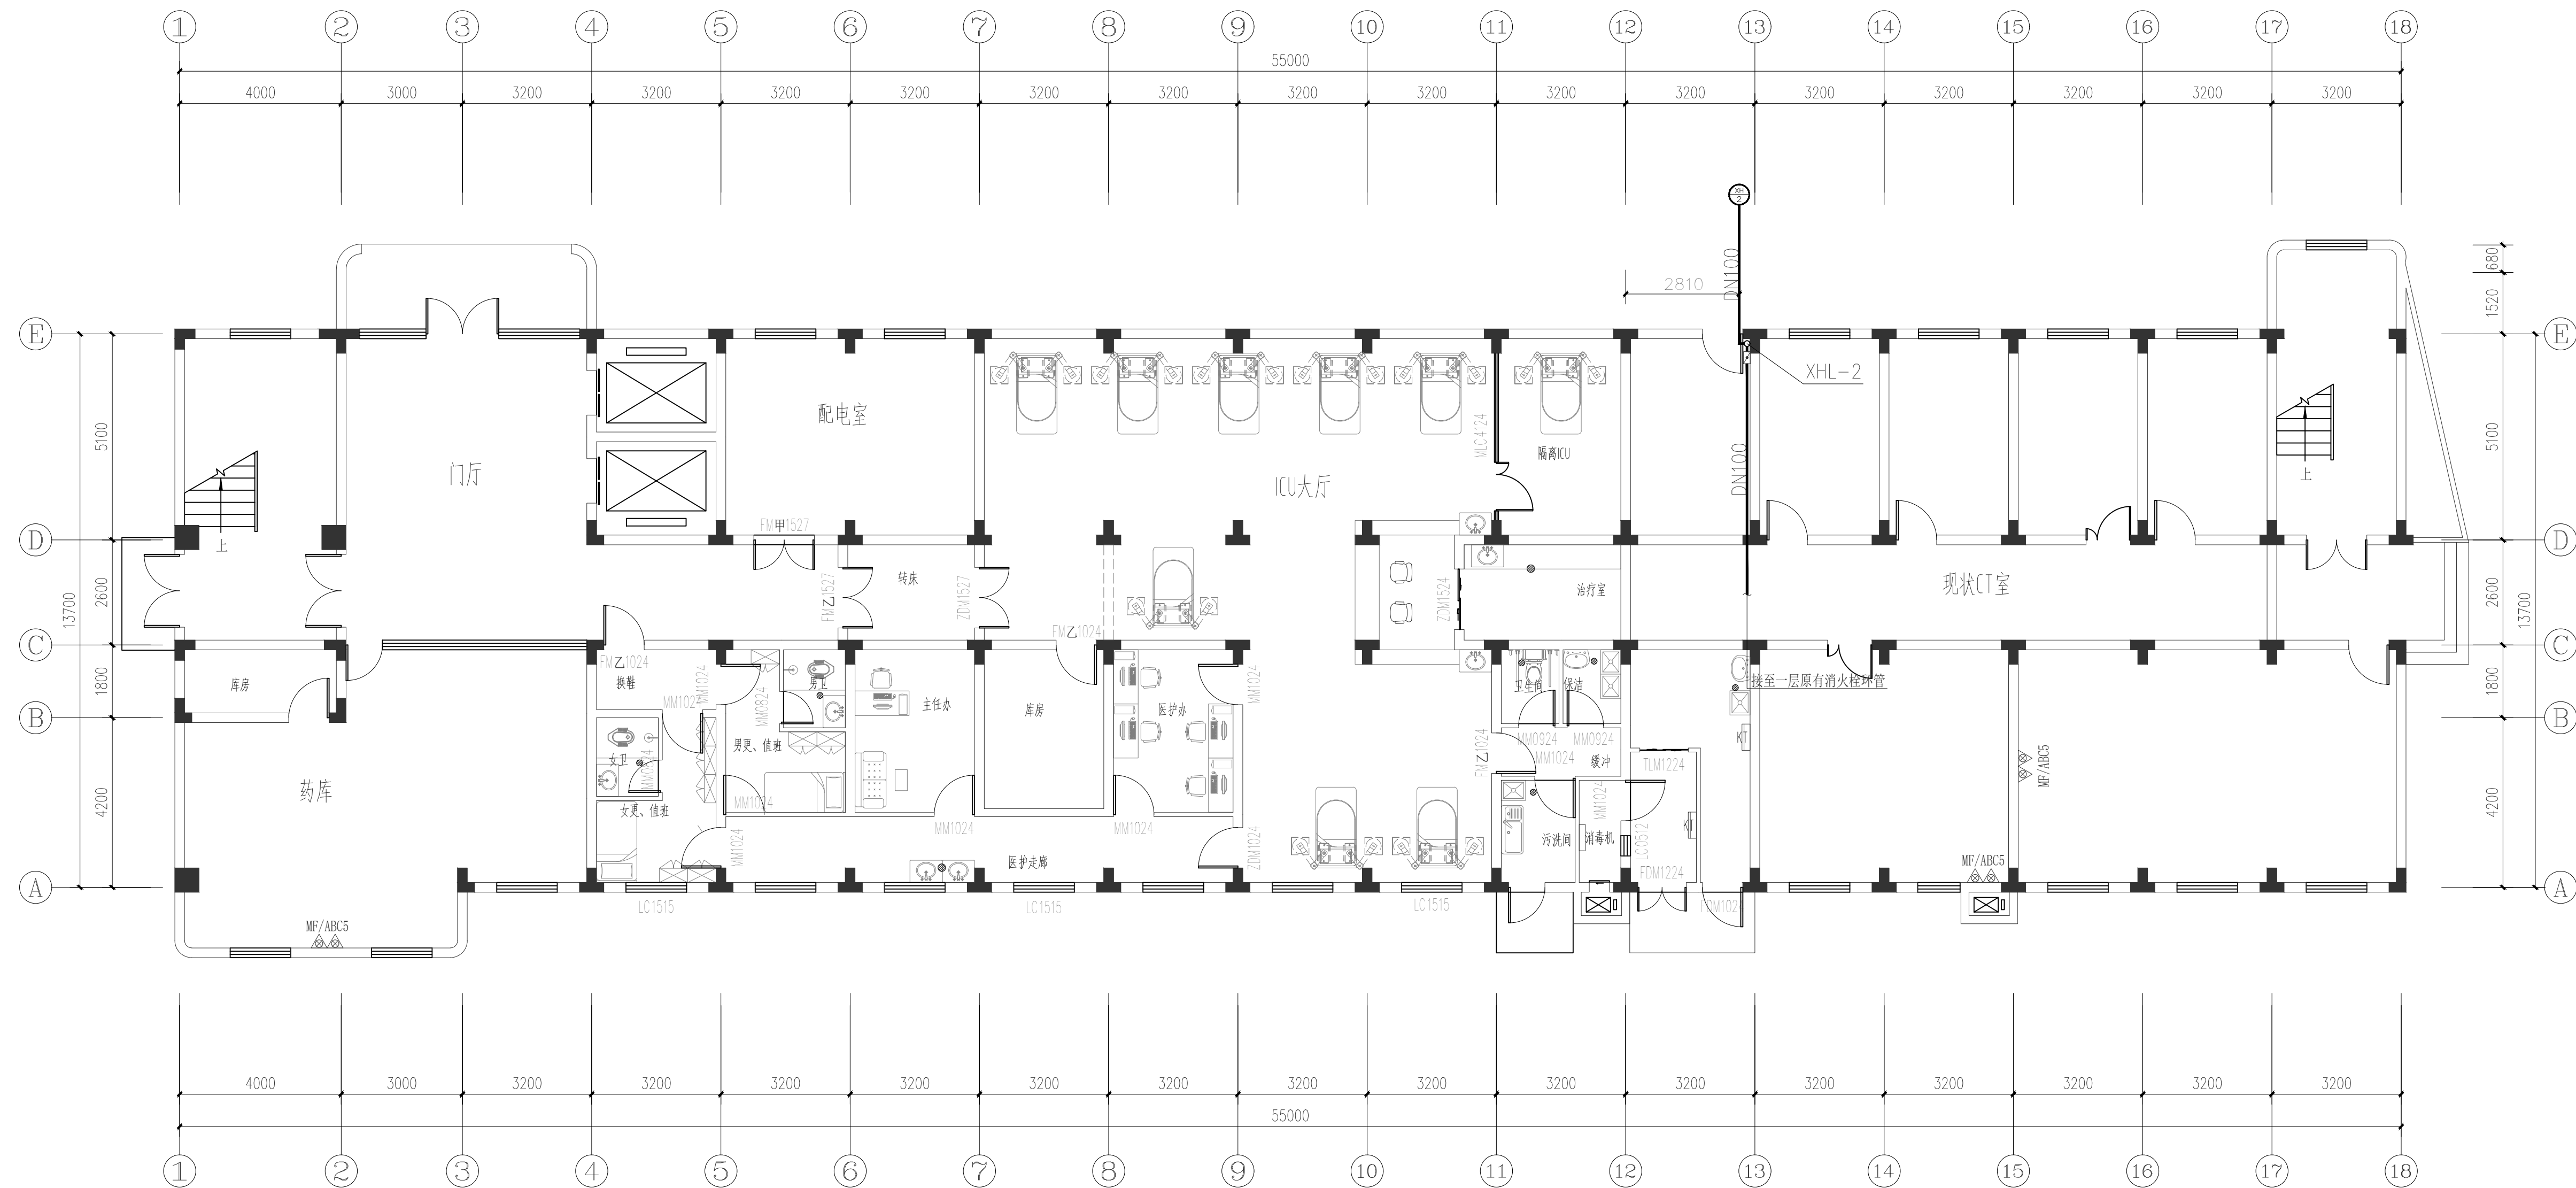 1 2 3 4 5 6 7 8 9 10 11 12 13 14 15 16 17 18
55000
4000 3000 3200 3200 3200 3200 3200 3200 3200 3200 3200 3200 3200 3200 3200 3200 3200
XH
2
DN100
680
2810
1520
E
E
XHL-2
配电室
5100
门厅
MLC4124
隔离ICU
DN100
5100
ICU大厅
上
FM甲1527
上
D
D
转床
治疗室
现状CT室
13700
2600
FM乙1527
ZDM1527
ZDM1524
2600
13700
FM乙1024
C
C
FM乙1024
换鞋
MM1024
男卫
库房
卫生间
保洁
接至一层原有消火栓环管
1800
MM1024
MM0824
主任办
库房
医护办
MM1024
1800
B
B
男更、值班
MM0924
MM0924
KT
女卫
MM0824
FM乙1024
MM1024
缓冲
TLM1224
MF/ABC5
药库
4200
女更、值班
MM1024
MM1024
4200
MM1024
MM1024
MM1024
ZDM1024
污洗间
消毒机
LC0512
KT
医护走廊
FDM1224
MF/ABC5
A
A
LC1515
LC1515
LC1515
FDM1024
MF/ABC5
4000 3000 3200 3200 3200 3200 3200 3200 3200 3200 3200 3200 3200 3200 3200 3200 3200
55000
1 2 3 4 5 6 7 8 9 10 11 12 13 14 15 16 17 18